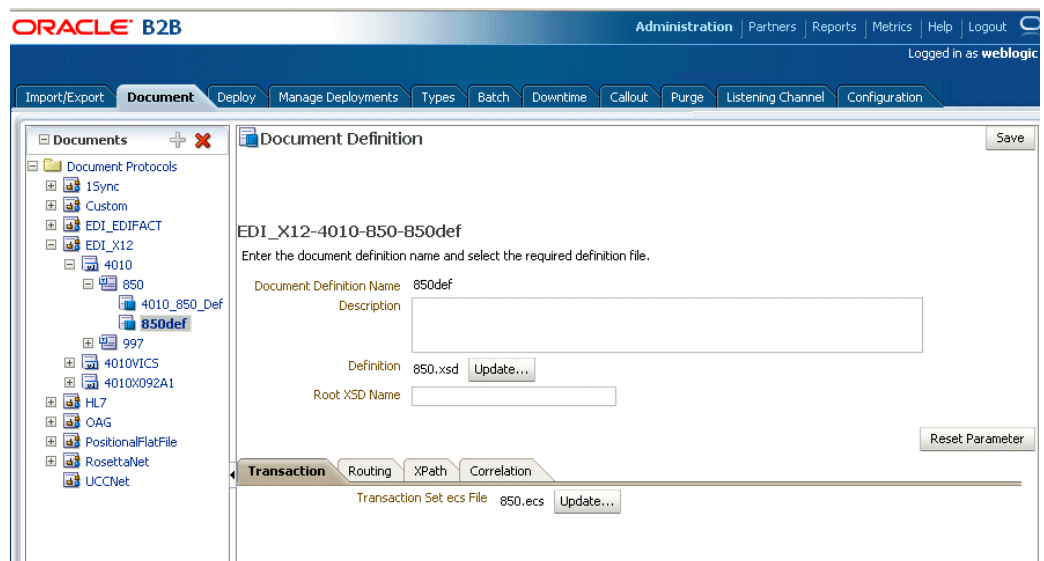 ORACLE B2B
Administration | Partners | Reports | Metrics | Help | Logout
Logged in as weblogic
Import/Export Document Deploy Manage Deployments Types Batch Downtime Callout Purge Listening Channel Configuration
Documents
Document Protocols
1Sync
Custom
EDI_EDIFACT
EDI_X12
4010
850
4010_850_Def
850def
997
4010VICS
4010X092A1
HL7
OAG
PositionalFlatFile
RosettaNet
UCCNet
Document Definition
Save
EDI_X12-4010-850-850def
Enter the document definition name and select the required definition file.
Document Definition Name 850def
Description
Definition 850.xsd Update...
Root XSD Name
Reset Parameter
Transaction Routing XPath Correlation
Transaction Set ecs File 850.ecs Update...